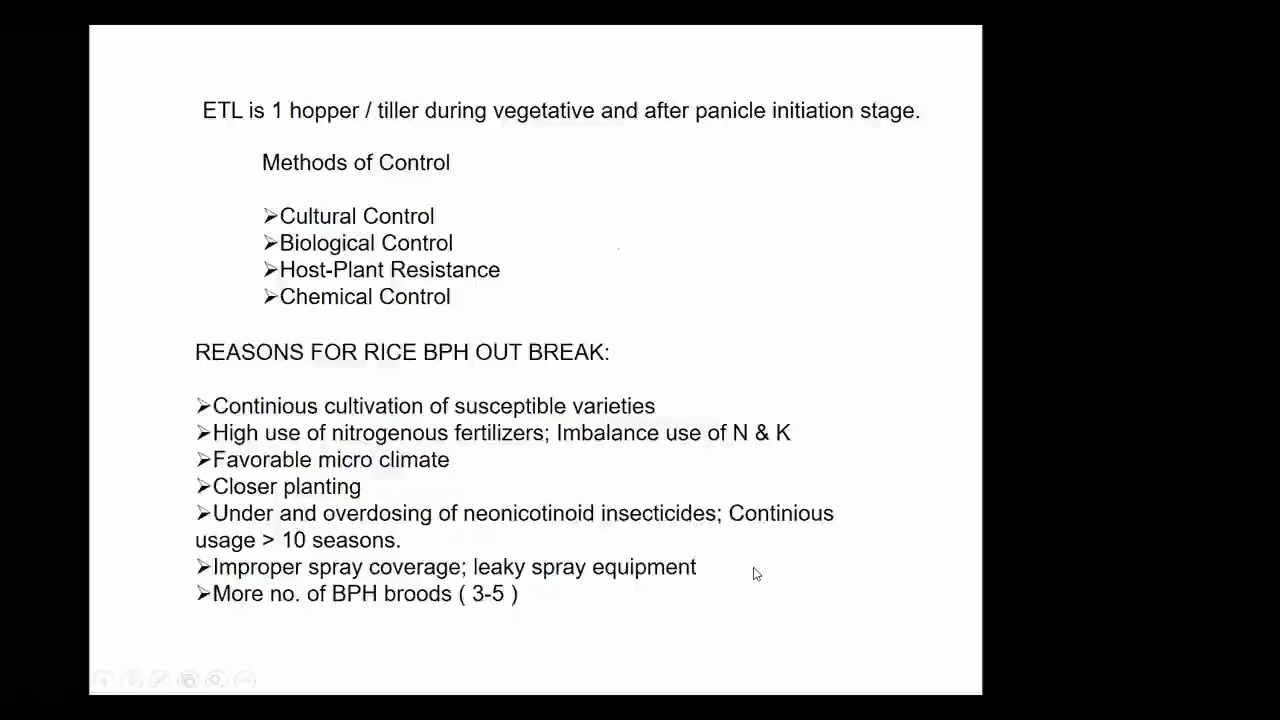 ETL is 1 hopper / tiller during vegetative and after panicle initiation stage.
Methods of Control
➢Cultural Control
➢Biological Control
➢Host-Plant Resistance
➢Chemical Control
REASONS FOR RICE BPH OUT BREAK:
➢Continious cultivation of susceptible varieties
➢High use of nitrogenous fertilizers; Imbalance use of N & K
➢Favorable micro climate
➢Closer planting
➢Under and overdosing of neonicotinoid insecticides; Continious
usage > 10 seasons.
➢Improper spray coverage; leaky spray equipment
➢More no. of BPH broods ( 3-5 )